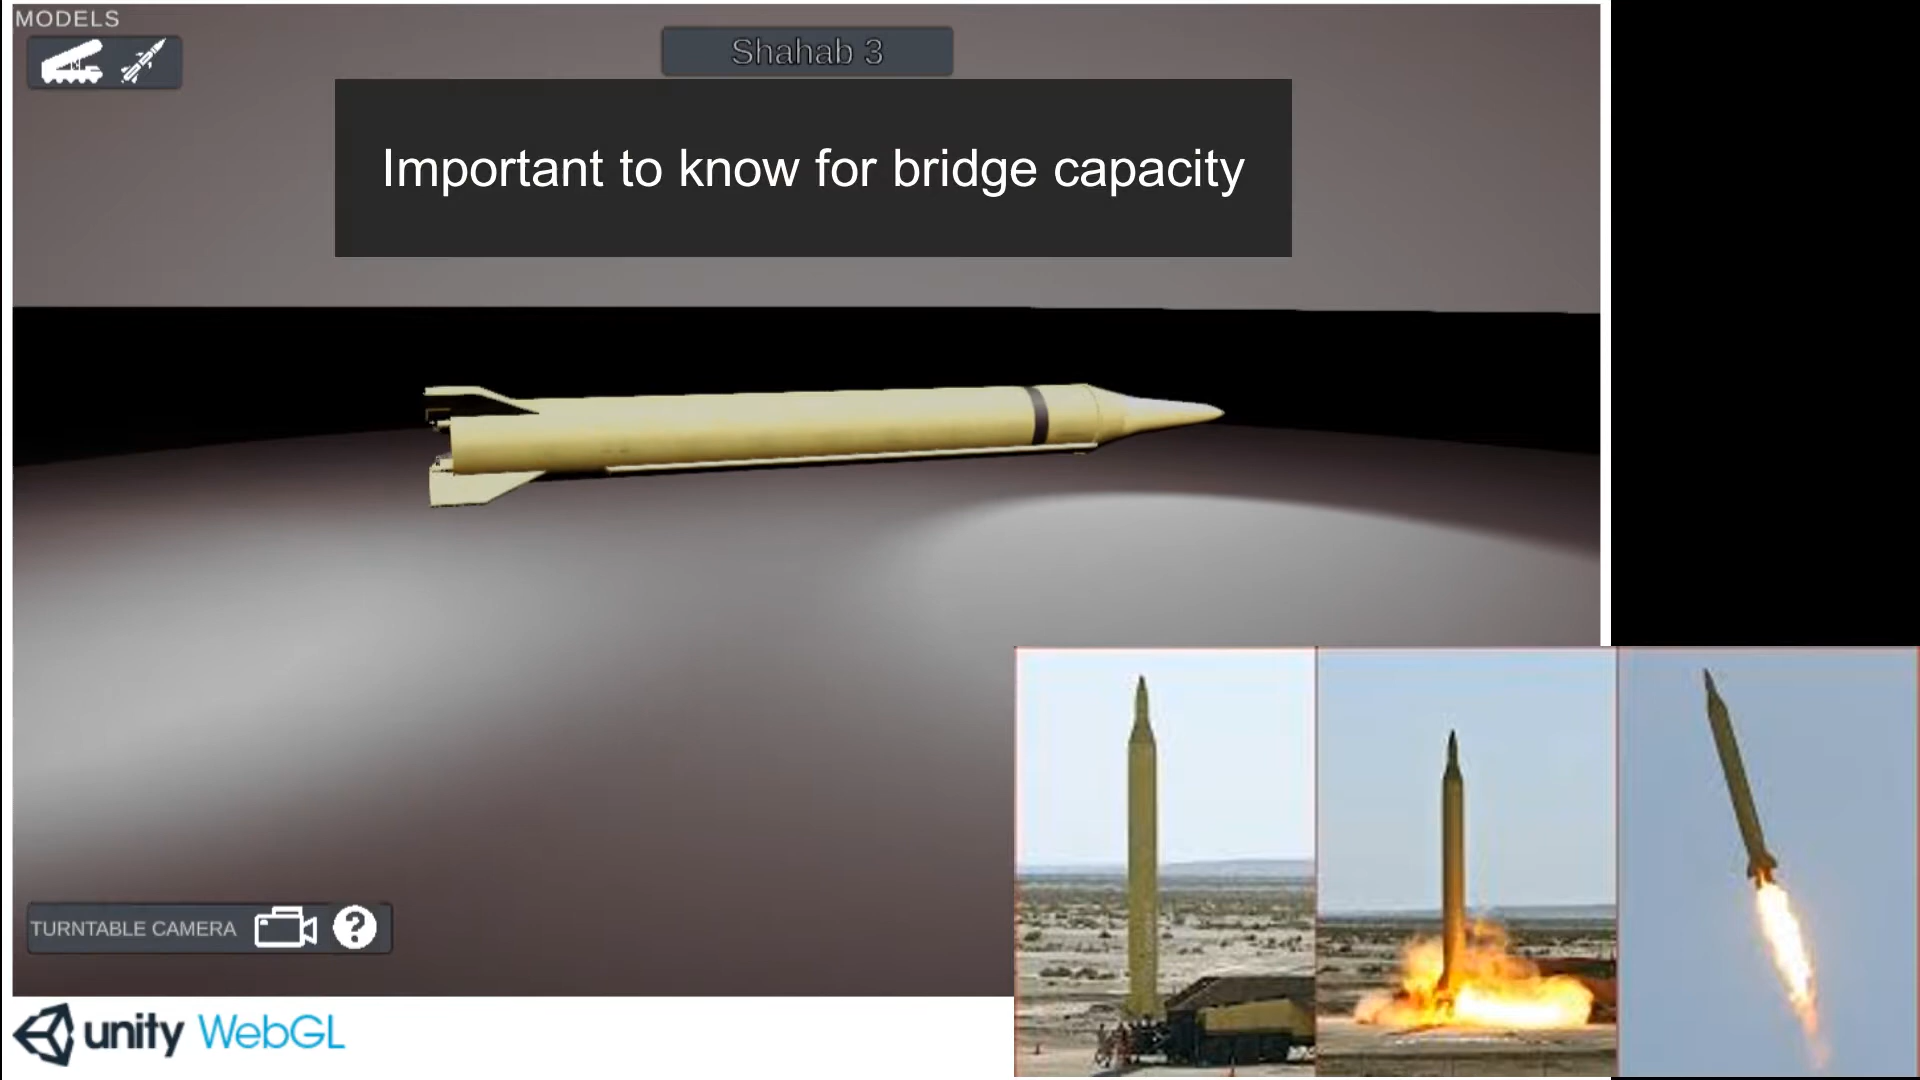 MODELS
Shahab 3
Important to know for bridge capacity
TURNTABLE CAMERA
?
unity WebGL